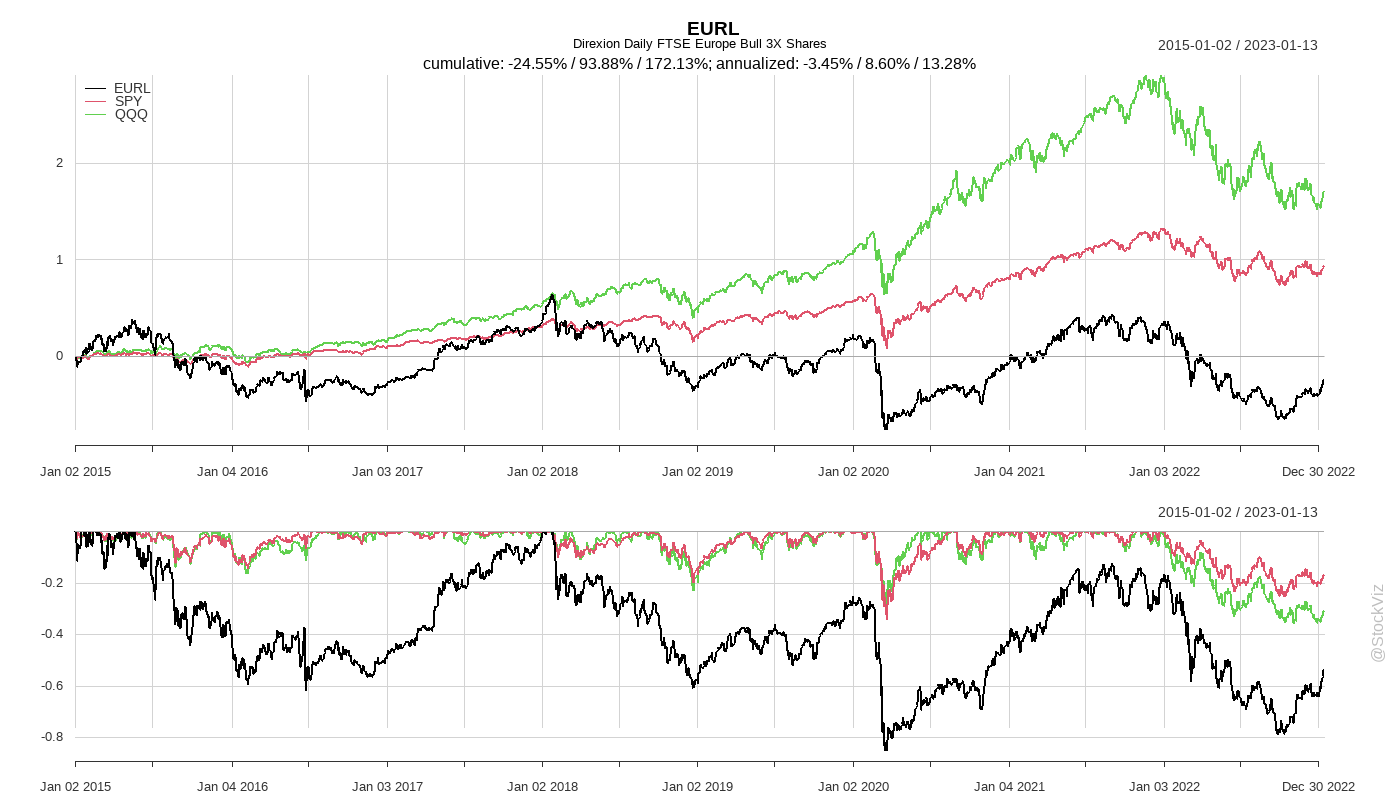 EURL
Direxion Daily FTSE Europe Bull 3X Shares
2015-01-02 / 2023-01-13
cumulative: -24.55% / 93.88% / 172.13%; annualized: -3.45% / 8.60% / 13.28%
EURL
SPY
QQQ
2
1
0
Jan 02 2015 Jan 04 2016 Jan 03 2017 Jan 02 2018 Jan 02 2019 Jan 02 2020 Jan 04 2021 Jan 03 2022 Dec 30 2022
2015-01-02 / 2023-01-13
-0.2
-0.4
-0.6
-0.8
Jan 02 2015 Jan 04 2016 Jan 03 2017 Jan 02 2018 Jan 02 2019 Jan 02 2020 Jan 04 2021 Jan 03 2022 Dec 30 2022
@StockViz